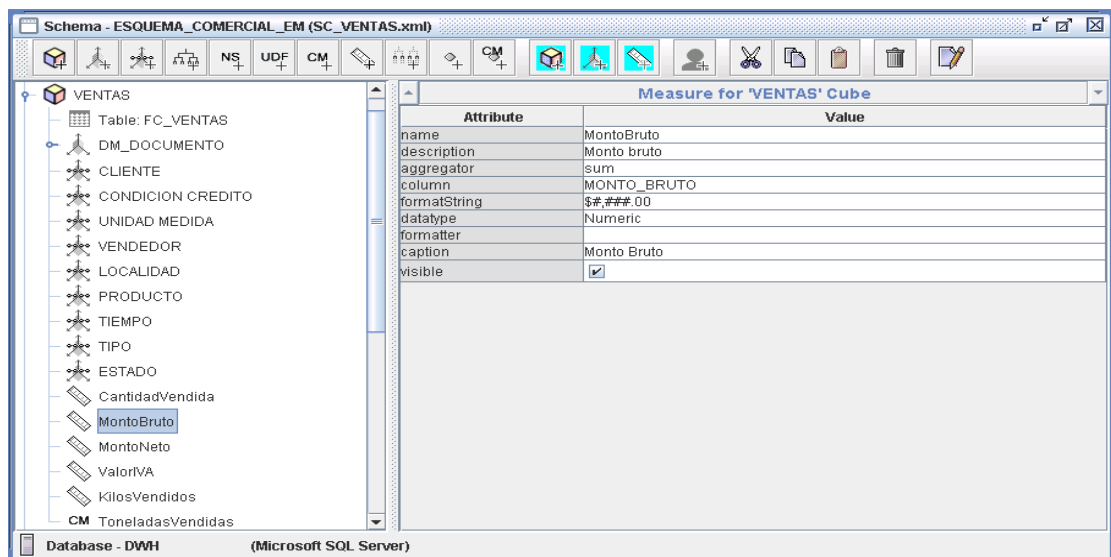 Schema - ESQUEMA_COMERCIAL_EM (SC_VENTAS.xml)
NS UDF CM CM
VENTAS
Table: FC_VENTAS
DM_DOCUMENTO
CLIENTE
CONDICION CREDITO
UNIDAD MEDIDA
VENDEDOR
LOCALIDAD
PRODUCTO
TIEMPO
TIPO
ESTADO
CantidadVendida
MontoBruto
MontoNeto
ValorIVA
KilosVendidos
CM ToneladasVendidas
Measure for 'VENTAS' Cube
Attribute Value
name MontoBruto
description Monto bruto
aggregator sum
column MONTO_BRUTO
formatString $#,###.00
datatype Numeric
formatter
caption Monto Bruto
visible
Database - DWH (Microsoft SQL Server)